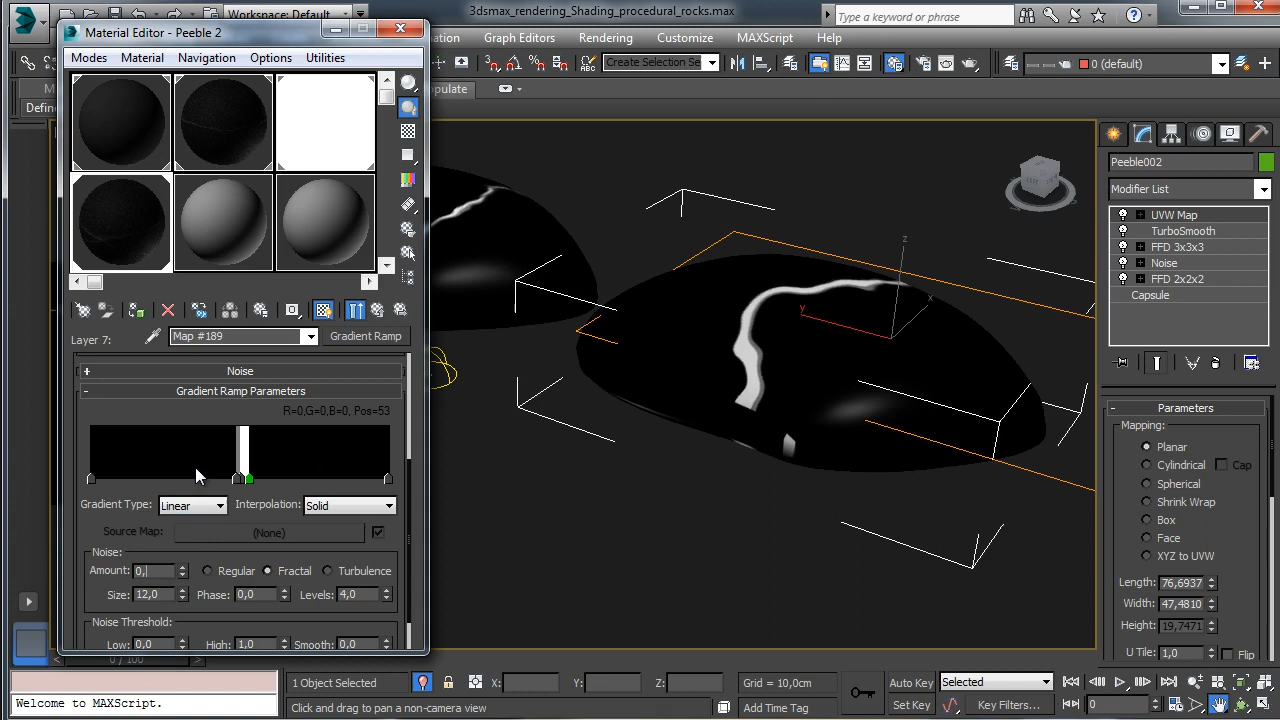 Workspace: Default
3dsmax_rendering_Shading_procedural_rocks.max
Type a keyword or phrase
Material Editor - Peeble 2
Graph Editors
Rendering
Customize
MAXScript
Help
Modes
Material
Navigation
Options
Utilities
Create Selection Se
0 (default)
Peeble002
Modifier List
UVW Map
TurboSmooth
FFD 3x3x3
Noise
FFD 2x2x2
Capsule
Layer 7:
Map #189
Gradient Ramp
+ Noise
- Gradient Ramp Parameters
R=0,G=0,B=0, Pos=53
Gradient Type: Linear Interpolation: Solid
Source Map: (None)
Noise:
Amount: 0, Regular Fractal Turbulence
Size: 12,0 Phase: 0,0 Levels: 4,0
Noise Threshold:
Low: 0,0 High: 1,0 Smooth: 0,0
z
x
y
- Parameters
Mapping:
Planar
Cylindrical Cap
Spherical
Shrink Wrap
Box
Face
XYZ to UVW
Length: 76,6937
Width: 47,4810
Height: 19,7471
U Tile: 1,0 Flip
0 / 100
1 Object Selected
X:
Y:
Z:
Grid = 10,0cm
Auto Key
Selected
Welcome to MAXScript.
Click and drag to pan a non-camera view
Add Time Tag
Set Key
Key Filters...
0